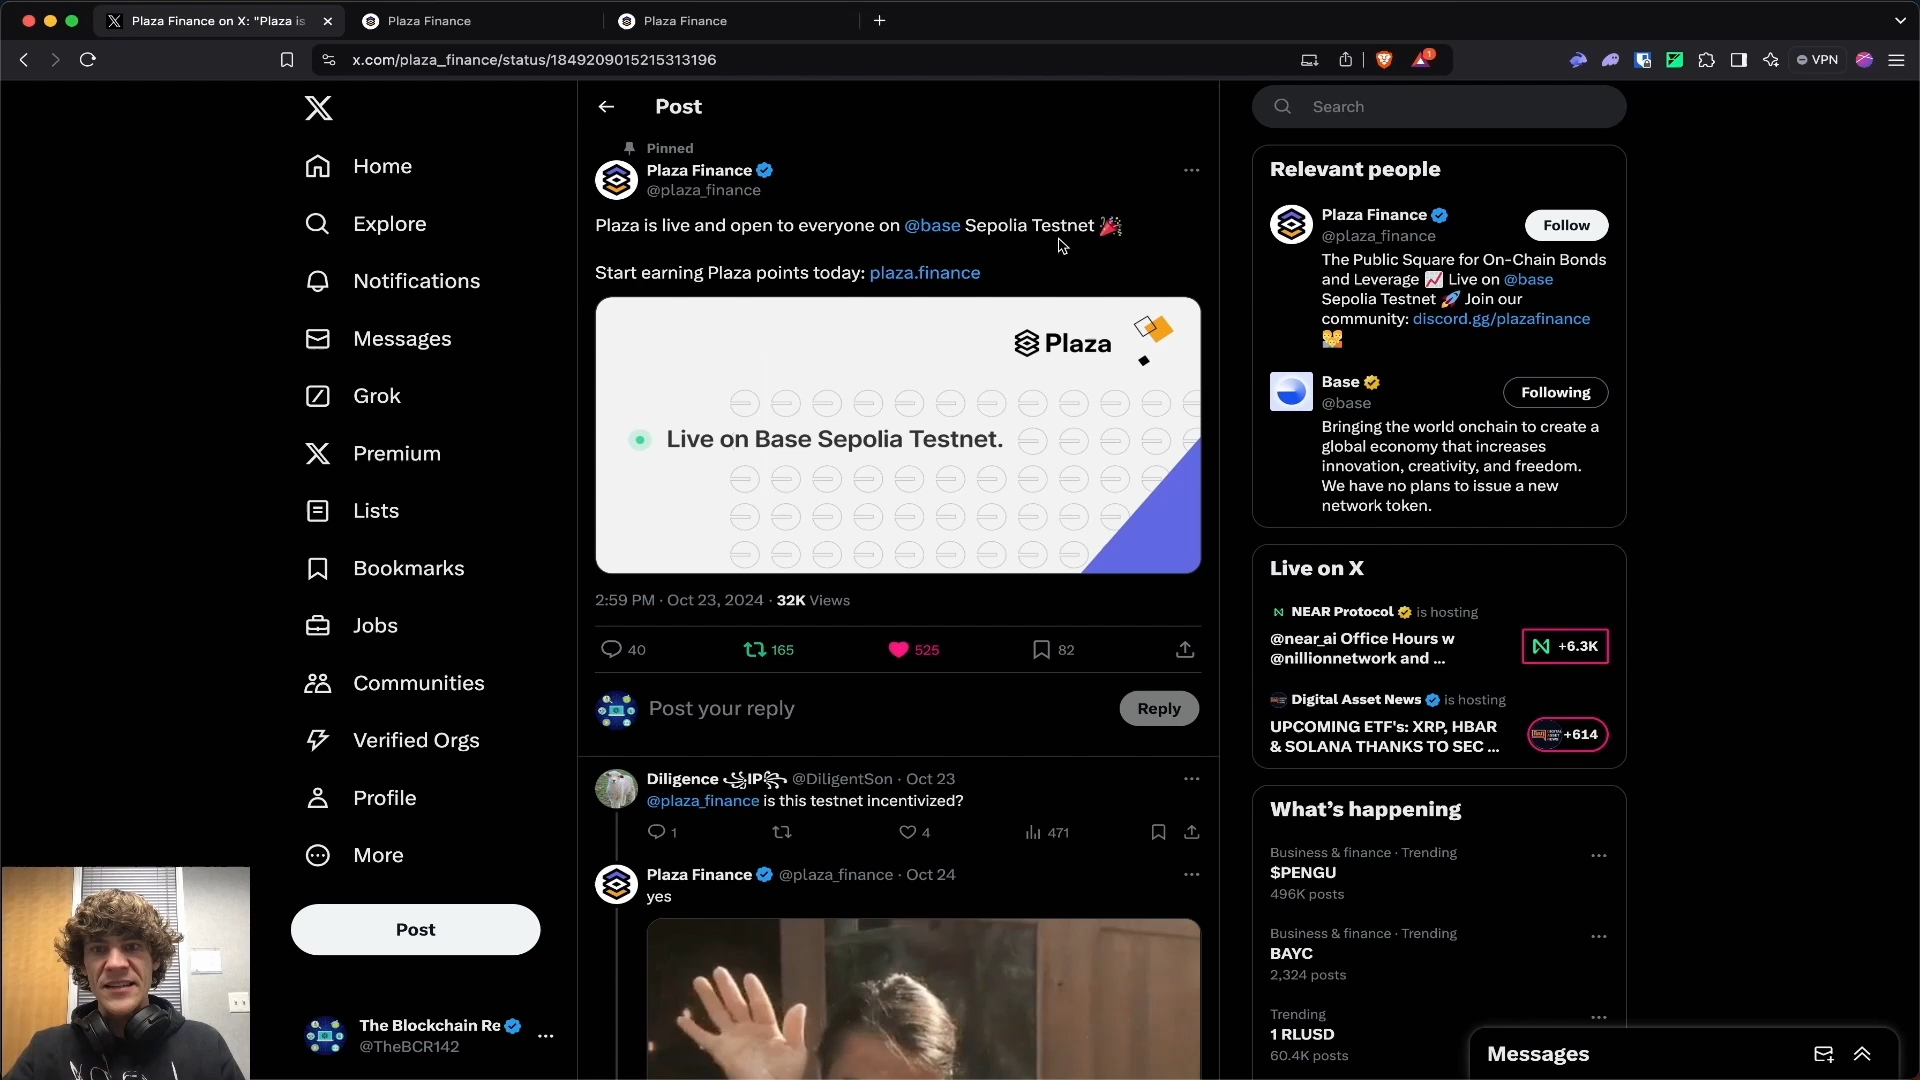 Plaza Finance on X: "Plaza is
Plaza Finance
Plaza Finance
x.com/plaza_finance/status/1849209015215313196
1
VPN
Home
Explore
Notifications
Messages
Grok
Premium
Lists
Bookmarks
Jobs
Communities
Verified Orgs
Profile
More
Post
The Blockchain Re
@TheBCR142
Post
Pinned
Plaza Finance
@plaza_finance
Plaza is live and open to everyone on @base Sepolia Testnet 🎉
Start earning Plaza points today: plaza.finance
Plaza
Live on Base Sepolia Testnet.
2:59 PM · Oct 23, 2024 · 32K Views
40
165
525
82
Post your reply
Reply
Diligence IP @DiligentSon · Oct 23
@plaza_finance is this testnet incentivized?
1
4
471
Plaza Finance @plaza_finance · Oct 24
yes
Search
Relevant people
Plaza Finance
@plaza_finance
Follow
The Public Square for On-Chain Bonds
and Leverage 📈 Live on @base
Sepolia Testnet 🚀 Join our
community: discord.gg/plazafinance
Base
@base
Following
Bringing the world onchain to create a
global economy that increases
innovation, creativity, and freedom.
We have no plans to issue a new
network token.
Live on X
NEAR Protocol is hosting
@near_ai Office Hours w
@nillionnetwork and ...
+6.3K
Digital Asset News is hosting
UPCOMING ETF's: XRP, HBAR
& SOLANA THANKS TO SEC ...
+614
What's happening
Business & finance · Trending
$PENGU
496K posts
Business & finance · Trending
BAYC
2,324 posts
Trending
1 RLUSD
60.4K posts
Messages